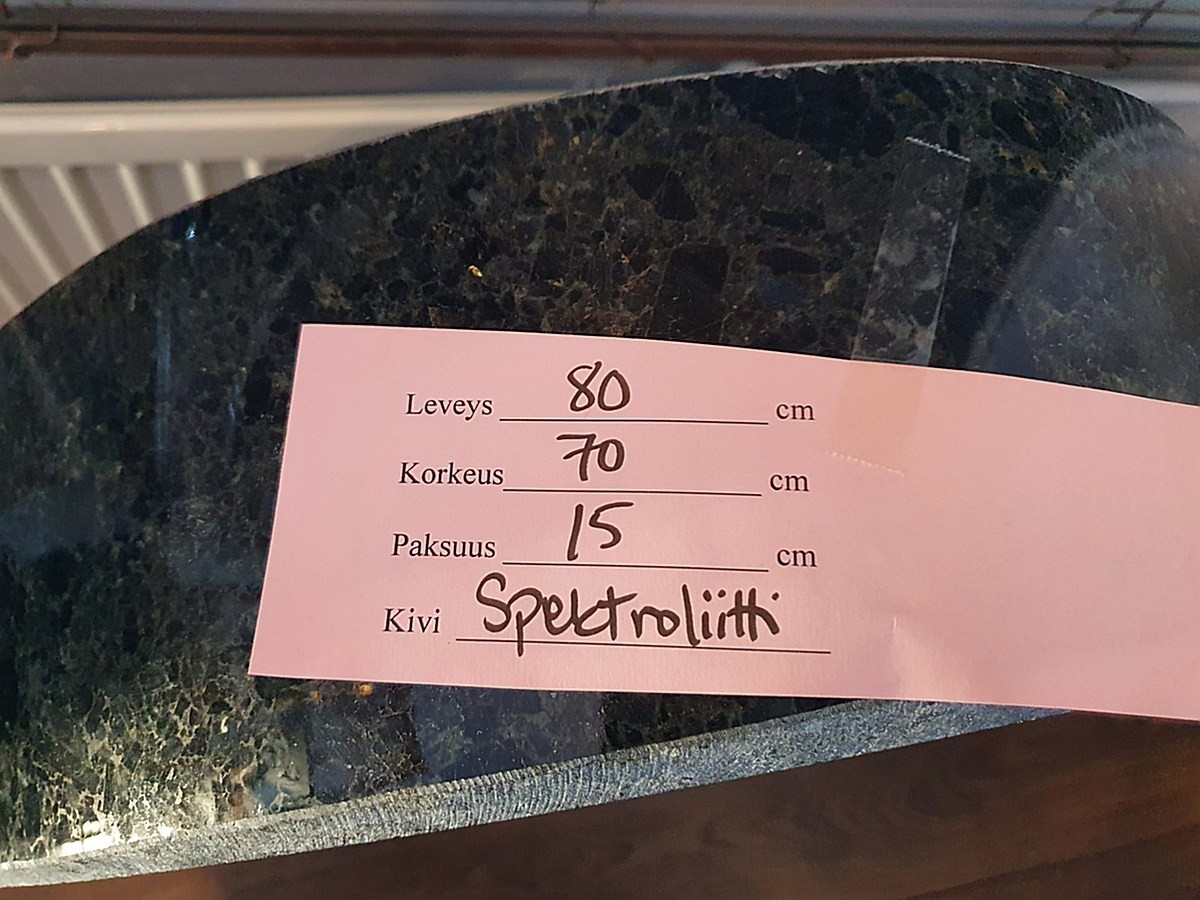 Leveys 80 cm
Korkeus 70 cm
Paksuus 15 cm
Kivi Spektroliitti